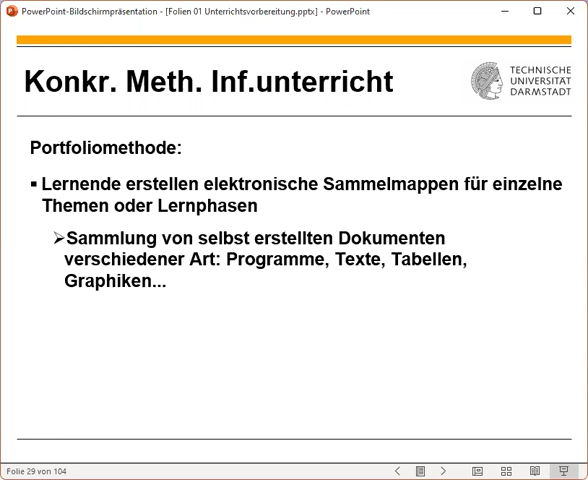 PowerPoint-Bildschirmpräsentation - [Folien 01 Unterrichtsvorbereitung.pptx] - PowerPoint
Konkr. Meth. Inf.unterricht
TECHNISCHE
UNIVERSITÄT
DARMSTADT
Portfoliomethode:
▪ Lernende erstellen elektronische Sammelmappen für einzelne
Themen oder Lernphasen
➢Sammlung von selbst erstellten Dokumenten
verschiedener Art: Programme, Texte, Tabellen,
Graphiken...
Folie 29 von 104